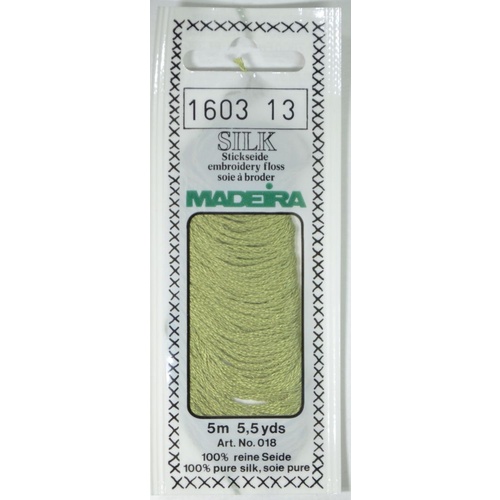 1603 13
SILK
Stickseide
embroidery floss
soie à broder
MADEIRA
5m 5,5 yds
Art. No. 018
100% reine Seide
100% pure silk, soie pure